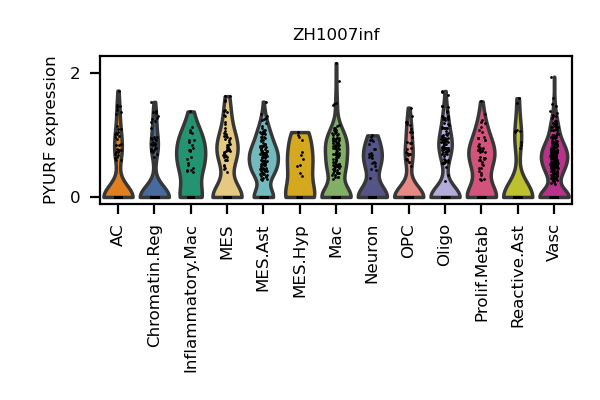 ZH1007inf
PYURF expression
2
0
AC
Chromatin.Reg
Inflammatory.Mac
MES
MES.Ast
MES.Hyp
Mac
Neuron
OPC
Oligo
Prolif.Metab
Reactive.Ast
Vasc